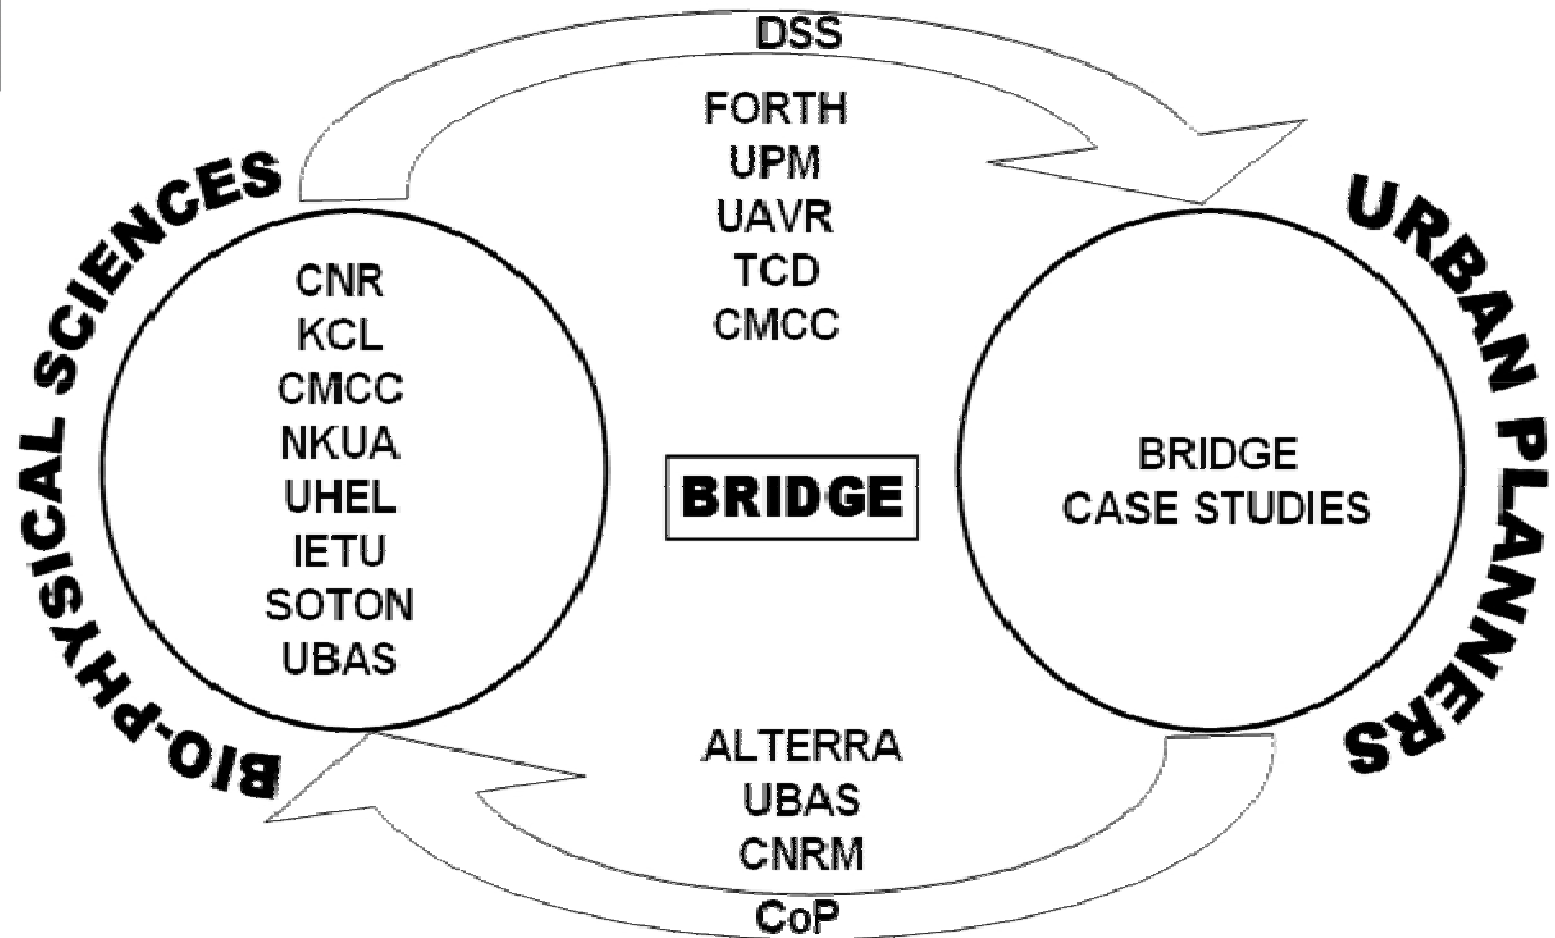 DSS
FORTH
UPM
UAVR
TCD
CMCC
BIO-PHYSICAL SCIENCES
CNR
KCL
CMCC
NKUA
UHEL
IETU
SOTON
UBAS
BRIDGE
URBAN PLANNERS
BRIDGE
CASE STUDIES
ALTERRA
UBAS
CNRM
CoP